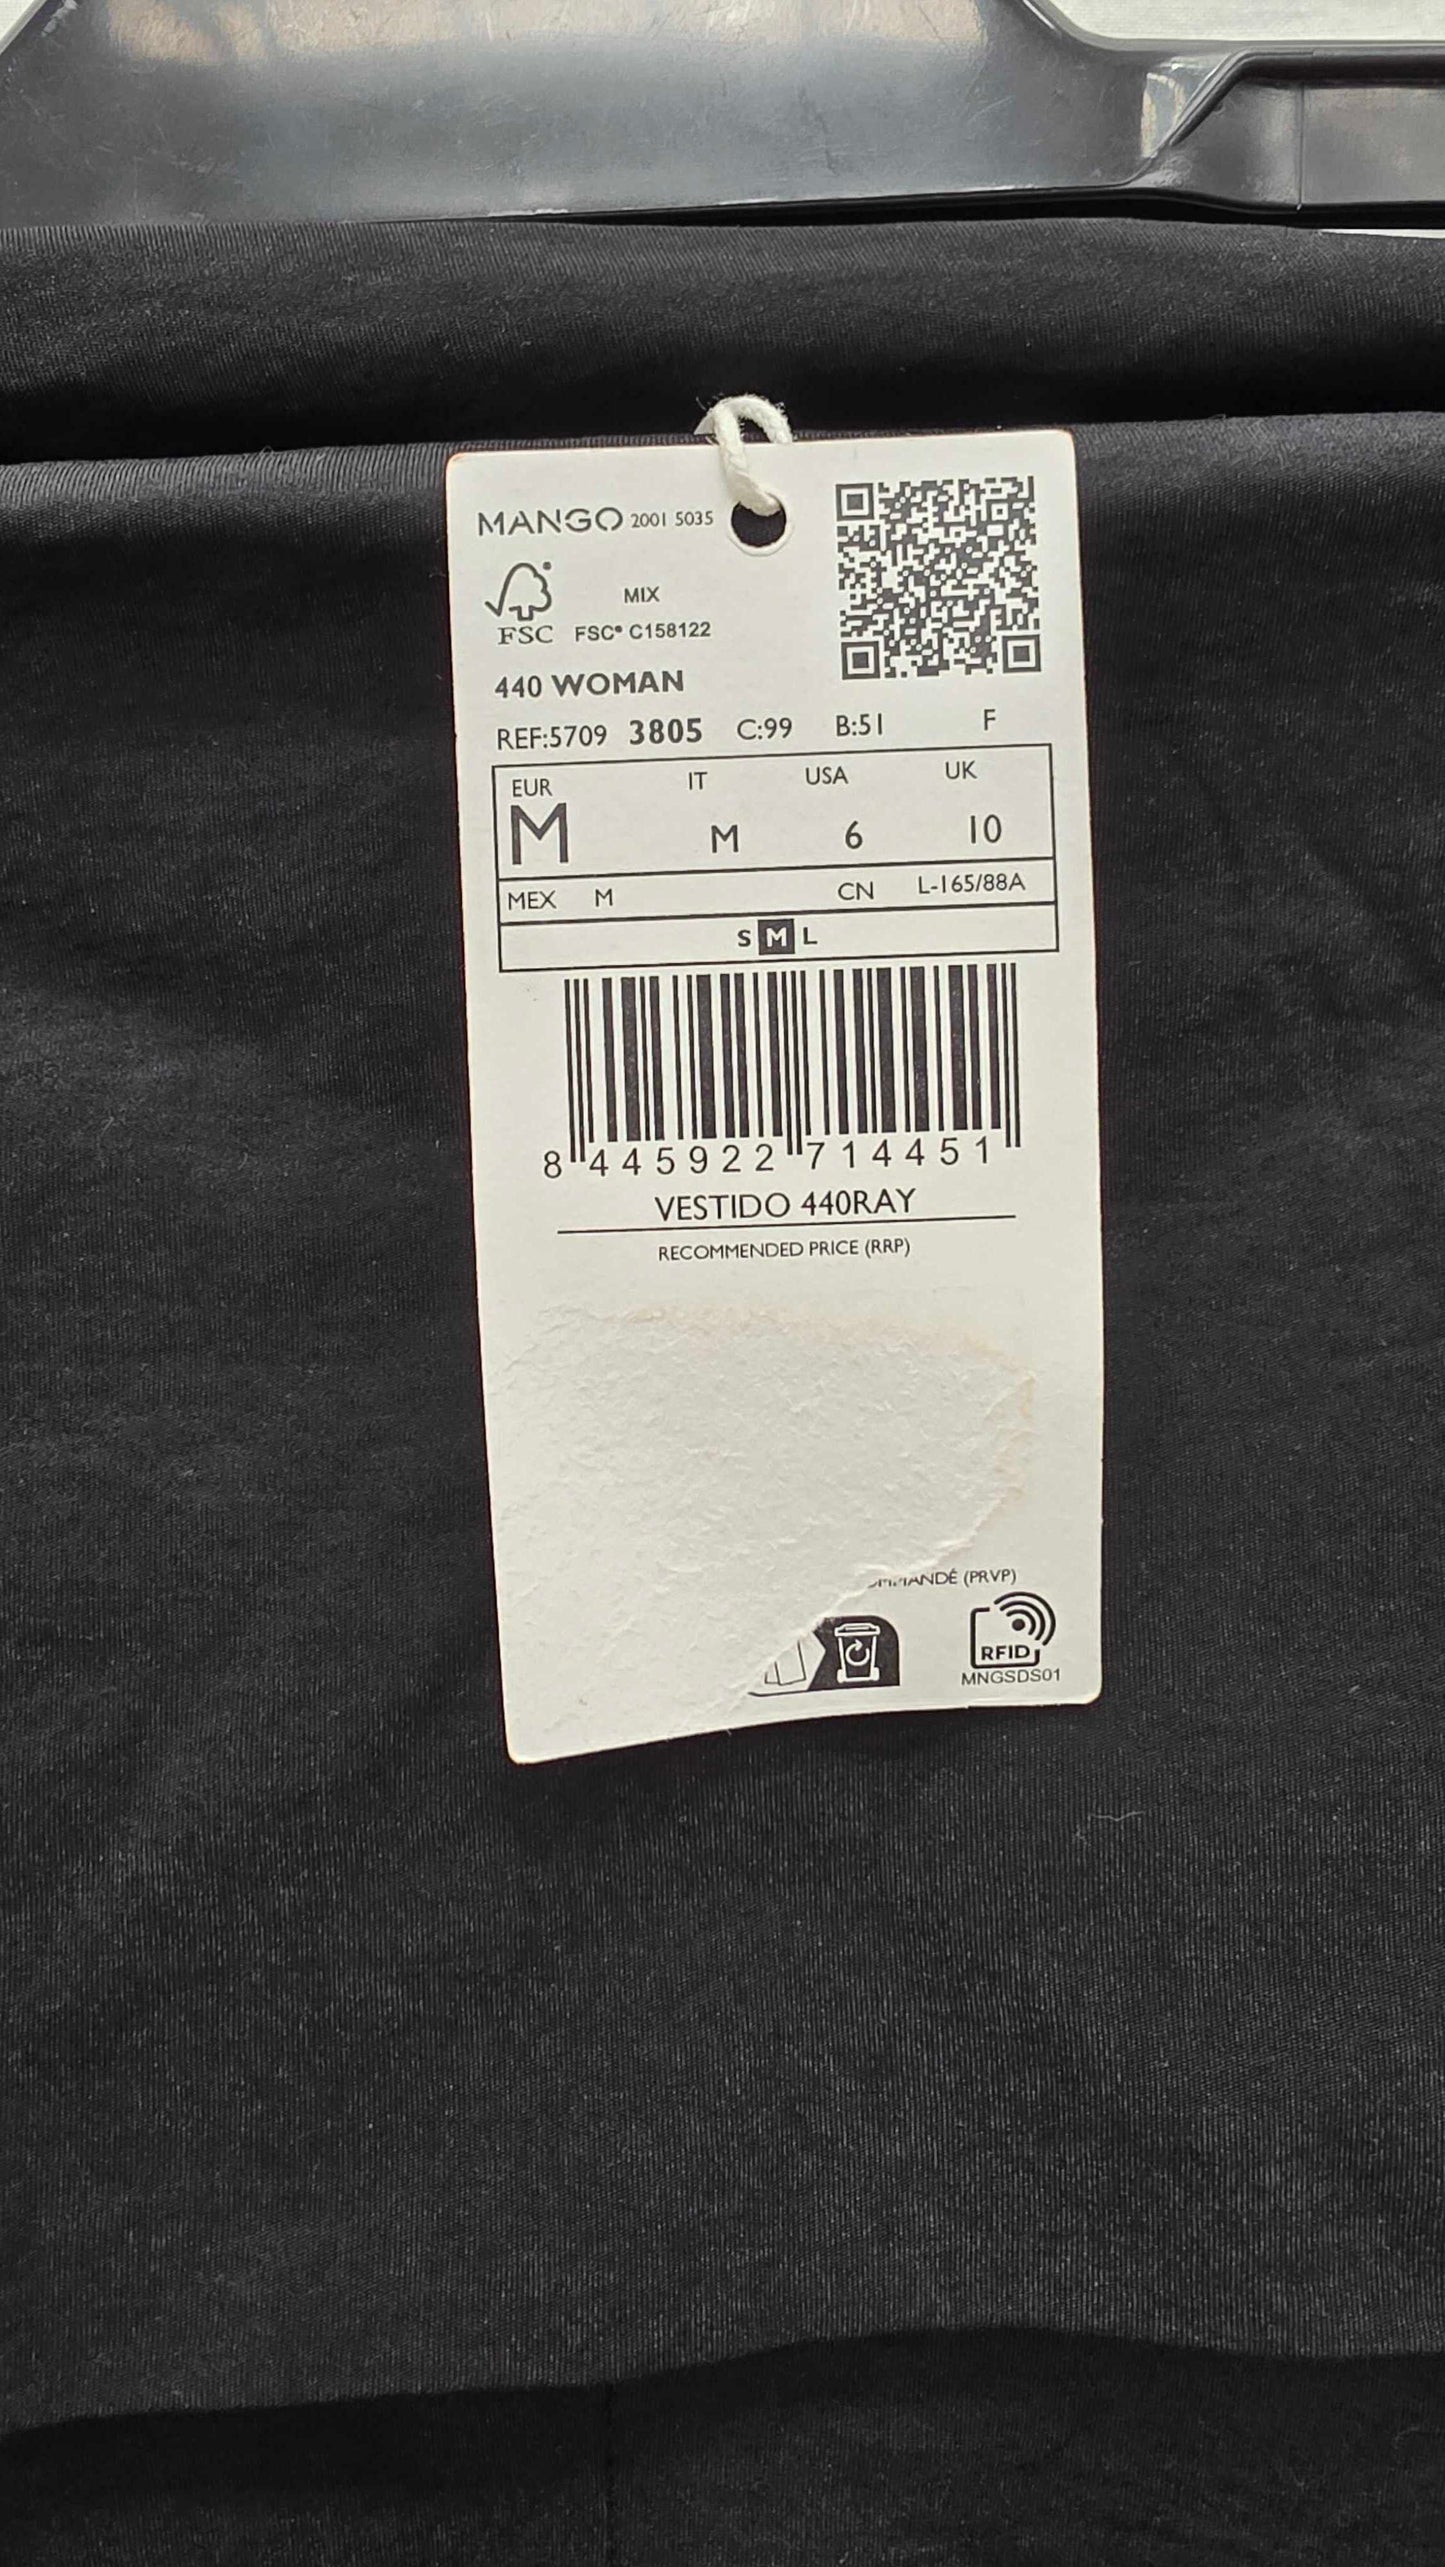 MANGO 2001 5035
MIX
FSC FSC® C158122
440 WOMAN
REF:5709 3805 C:99 B:51 F
EUR IT USA UK
M M 6 10
MEX M CN L-165/88A
S M L
8 445922 714451
VESTIDO 440RAY
RECOMMENDED PRICE (RRP)
(PRVP)
RFID
MNGSDS01